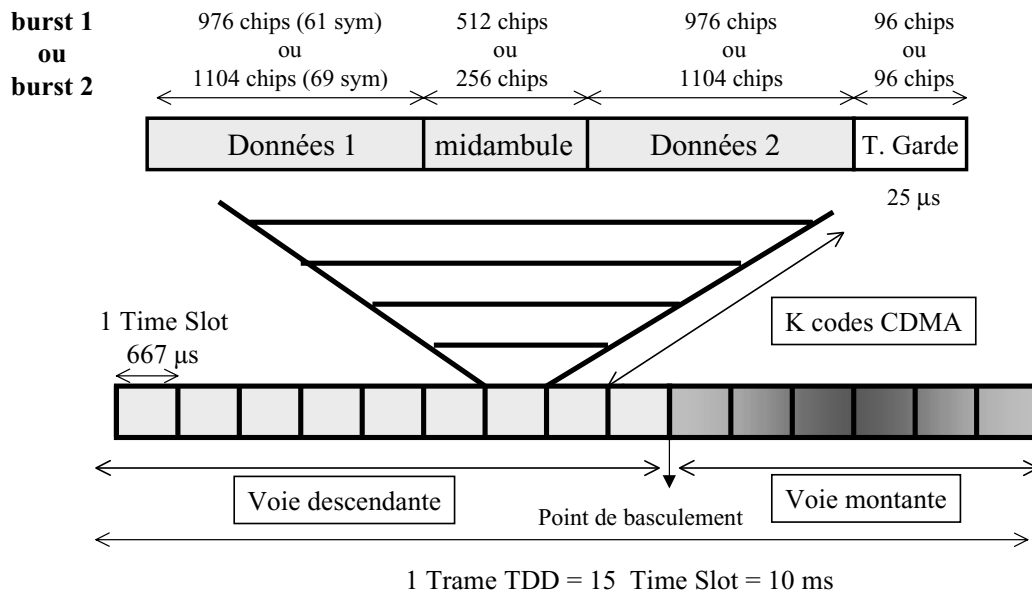 burst 1
ou
burst 2
976 chips (61 sym)
ou
1104 chips (69 sym)
512 chips
ou
256 chips
976 chips
ou
1104 chips
96 chips
ou
96 chips
Données 1
midambule
Données 2
T. Garde
25 µs
K codes CDMA
1 Time Slot
667 µs
Voie descendante
Voie montante
Point de basculement
1 Trame TDD = 15 Time Slot = 10 ms